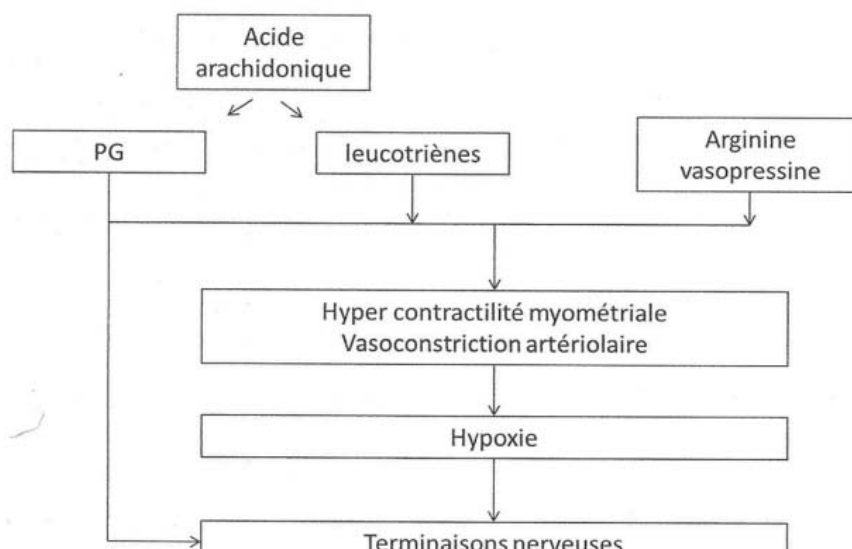 Acide
arachidonique
PG
leucotriènes
Arginine
vasopressine
Hyper contractilité myométriale
Vasoconstriction artériolaire
Hypoxie
Terminaisons nerveuses